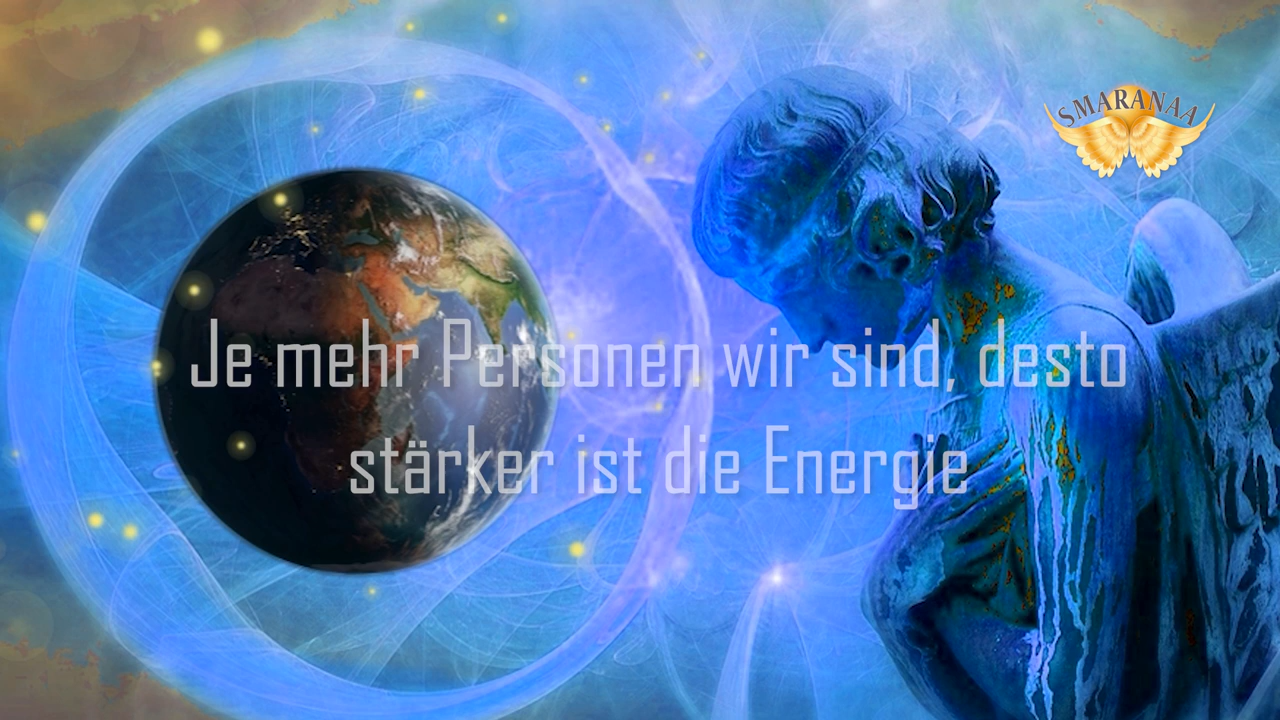 SMARANAA
Je mehr Personen wir sind, desto
stärker ist die Energie